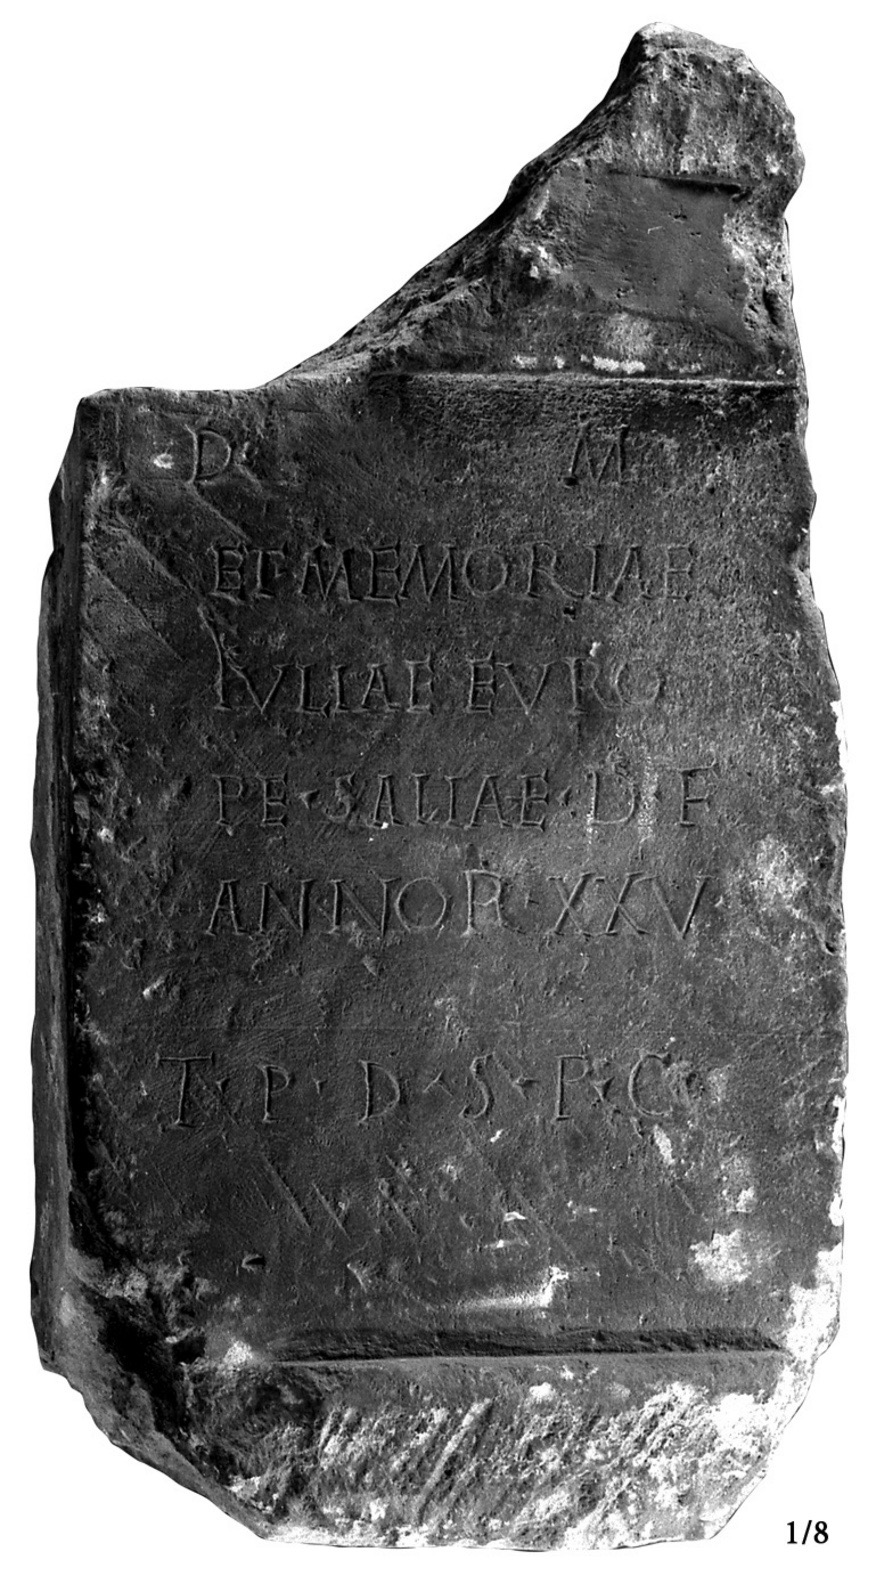 D M
ET·MEMORIAE
IVLIAE EVRO
PE·SALIAE·D·F
ANNOR·XXV
T·P·D·S·P·C
1/8